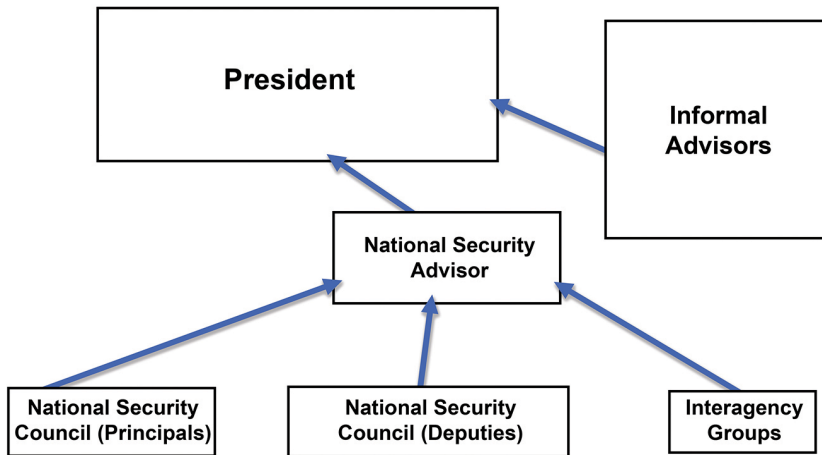 President
Informal
Advisors
National Security
Advisor
National Security
Council (Principals)
National Security
Council (Deputies)
Interagency
Groups